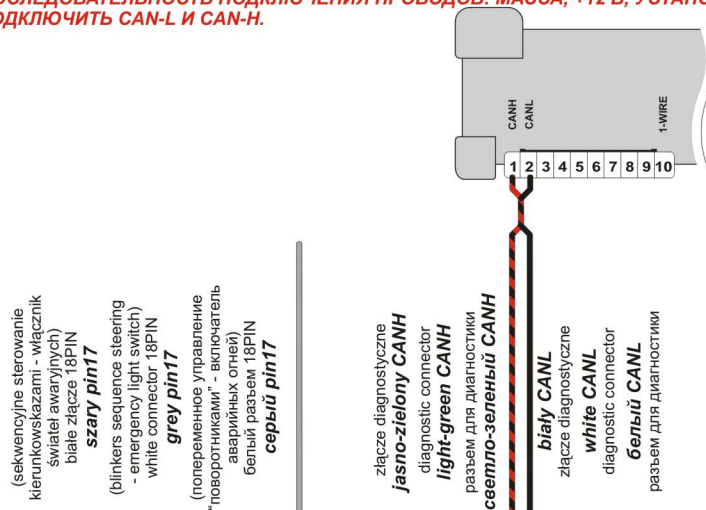 ПОДКЛЮЧЕНИЯ ПРОВОДОВ: МАССА, +12 В,
ПОДКЛЮЧИТЬ CAN-L И CAN-H.
CANH
CANL
1-WIRE
1 2 3 4 5 6 7 8 9 10
(sekwencyjne sterowanie
kierunkowskazami - włącznik
świateł awaryjnych)
białe złącze 18PIN
szary pin17
(blinkers sequence steering
- emergency light switch)
white connector 18PIN
grey pin17
(попеременное управление
"поворотниками" - включатель
аварийных огней)
белый разъем 18PIN
серый pin17
złącze diagnostyczne
jasno-zielony CANH
diagnostic connector
light-green CANH
разъем для диагностики
светло-зеленый CANH
biały CANL
złącze diagnostyczne
white CANL
diagnostic connector
белый CANL
разъем для диагностики